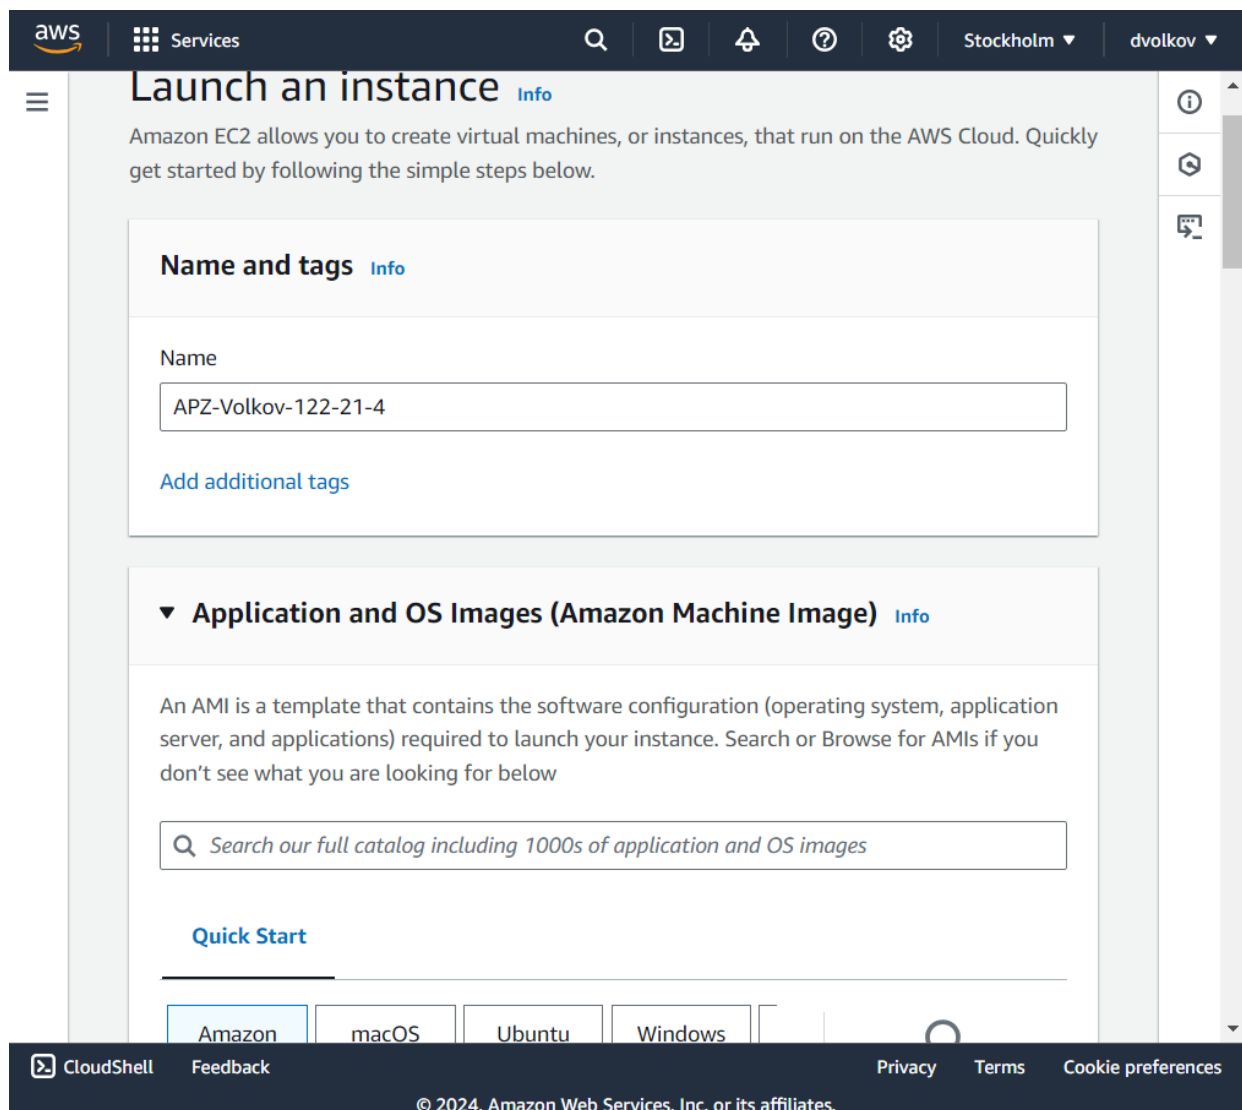 aws Services Stockholm ▼ dvolkov ▼
Launch an instance Info
Amazon EC2 allows you to create virtual machines, or instances, that run on the AWS Cloud. Quickly
get started by following the simple steps below.
Name and tags Info
Name
APZ-Volkov-122-21-4
Add additional tags
▼ Application and OS Images (Amazon Machine Image) Info
An AMI is a template that contains the software configuration (operating system, application
server, and applications) required to launch your instance. Search or Browse for AMIs if you
don’t see what you are looking for below
Search our full catalog including 1000s of application and OS images
Quick Start
Amazon macOS Ubuntu Windows
CloudShell Feedback Privacy Terms Cookie preferences
© 2024, Amazon Web Services, Inc. or its affiliates.